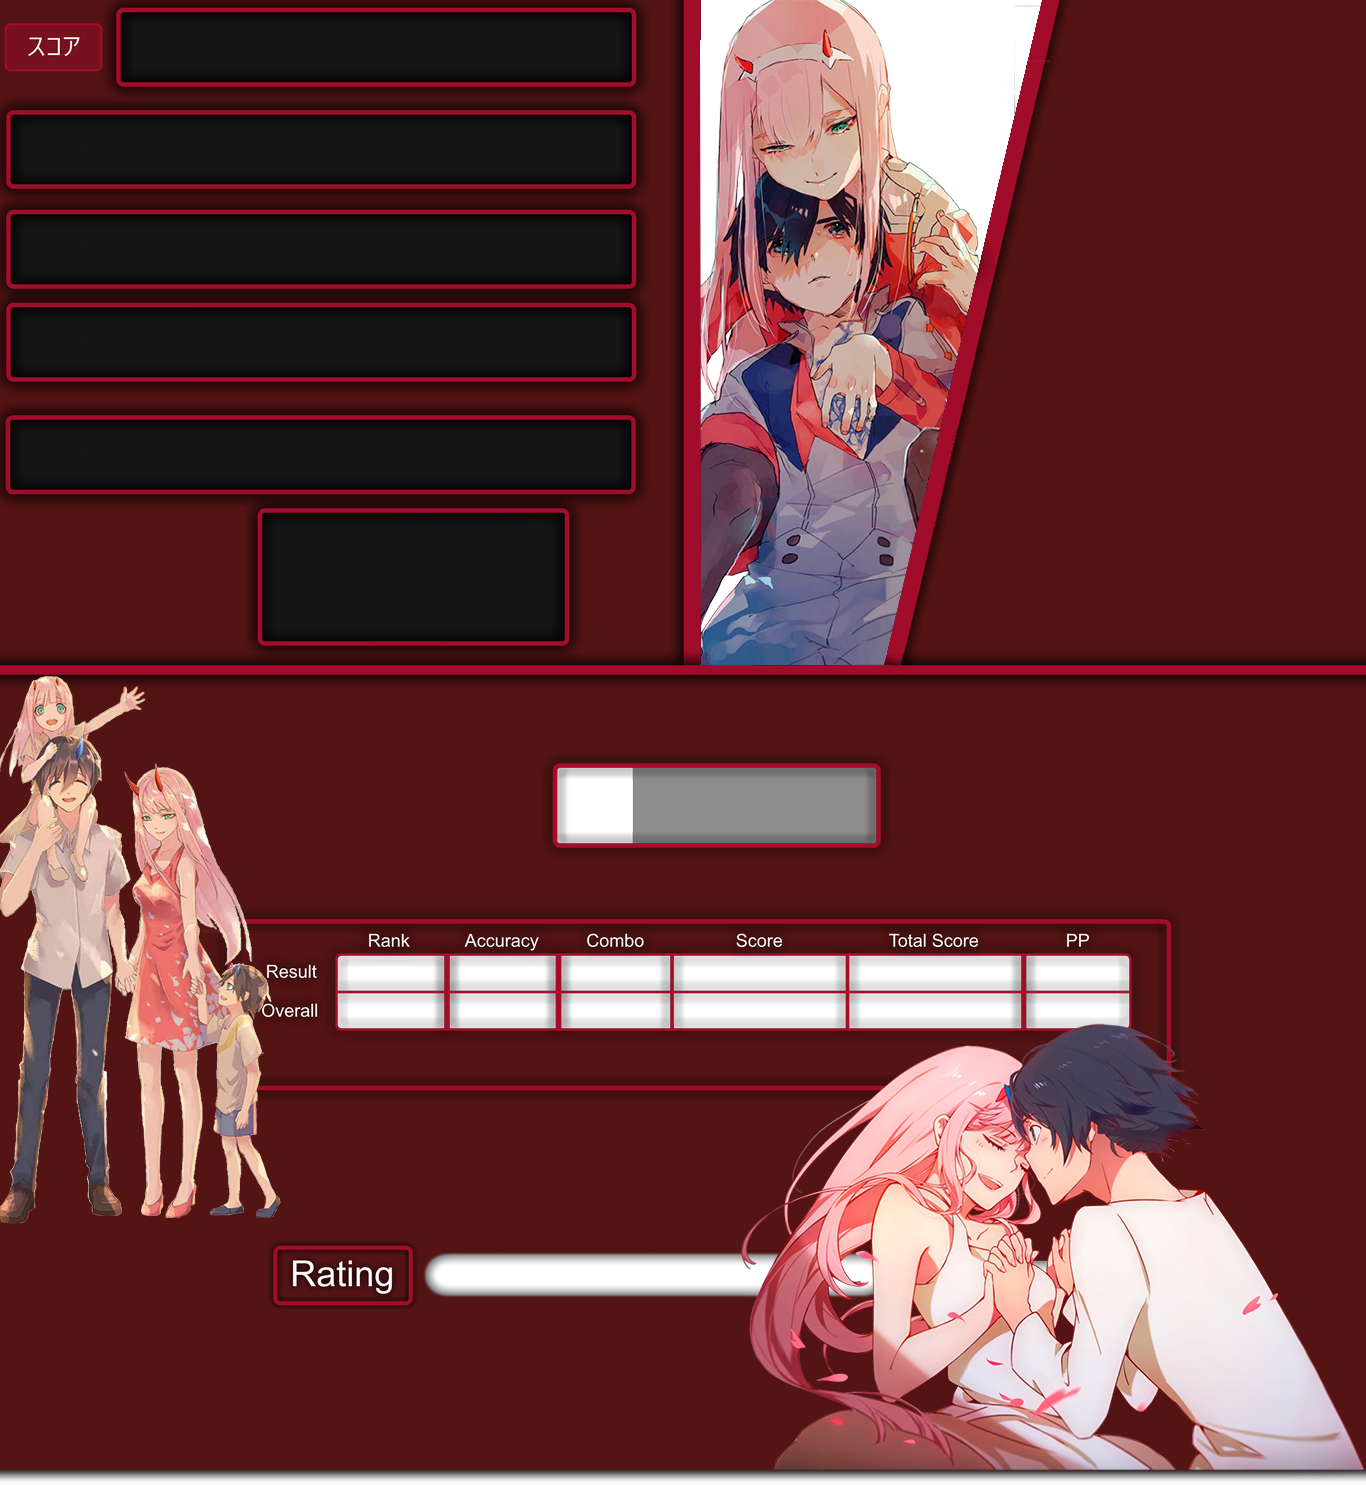 スコア
Rank Accuracy Combo Score Total Score PP
Result
Overall
Rating